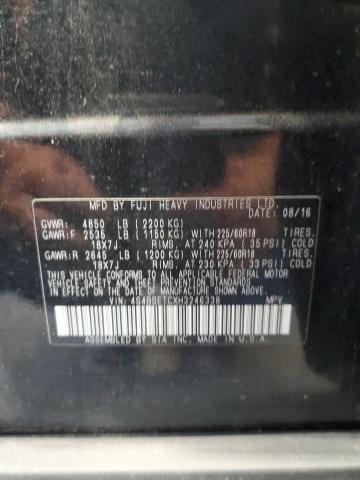 MFD BY FUJI HEAVY INDUSTRIES LTD.
DATE: 08/16
GVWR: 4850 LB (2200 KG)
GAWR:F 2535 LB (1150 KG) WITH 225/60R18 TIRES.
18X7J RIMS, AT 240 KPA (35 PSI) COLD
GAWR:R 2645 LB (1200 KG) WITH 225/60R18 TIRES.
18X7J RIMS, AT 230 KPA (33 PSI) COLD
THIS VEHICLE CONFORMS TO ALL APPLICABLE FEDERAL MOTOR
VEHICLE SAFETY STANDARDS IN EFFECT ON THE DATE OF
MANUFACTURE SHOWN ABOVE.
VIN: 4S4BSETCXH3246338 MPV
ASSEMBLED BY SIA INC. MADE IN U.S.A.